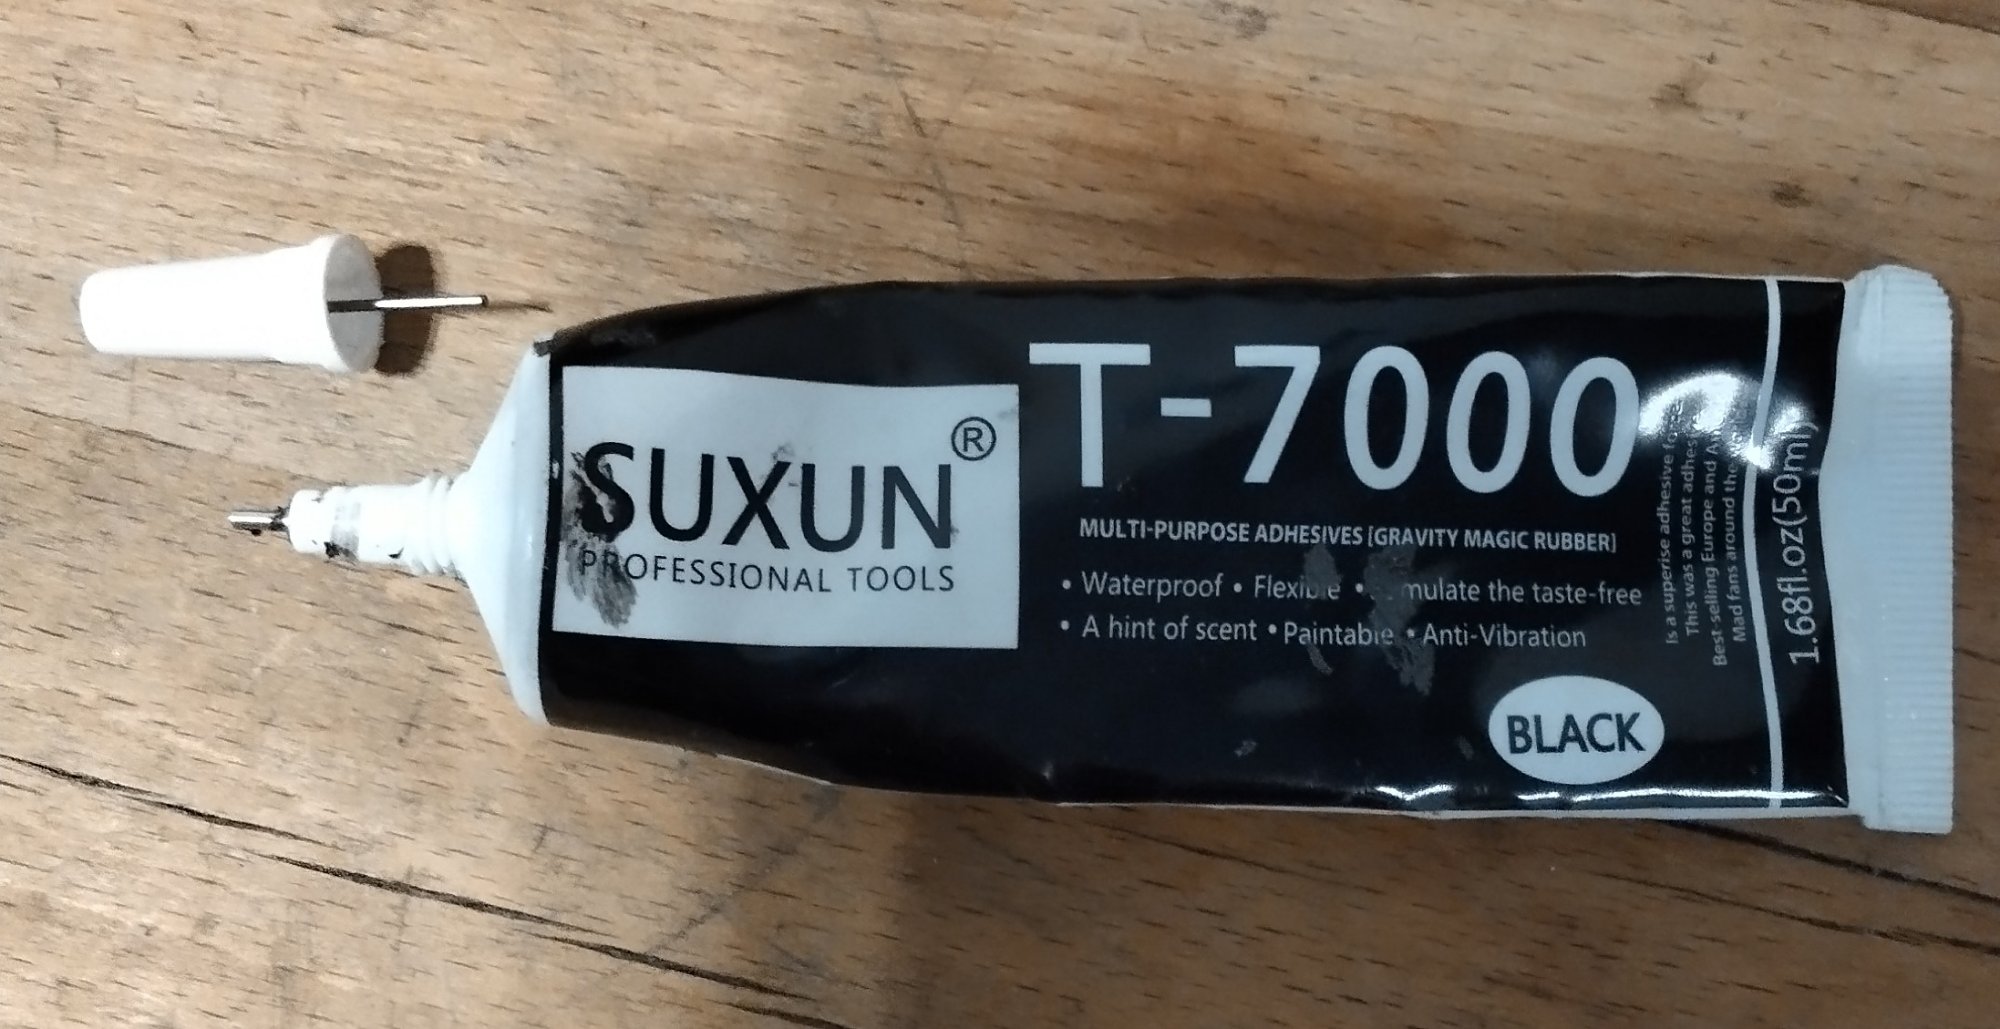 SUXUN®
PROFESSIONAL TOOLS
T-7000
MULTI-PURPOSE ADHESIVES [GRAVITY MAGIC RUBBER]
• Waterproof • Flexible • mulate the taste-free
• A hint of scent • Paintable • Anti-Vibration
BLACK
Is a superise adhesive
This was a great
Best-selling Europe and
Mad fans around the
1.68fl.oz(50ml)